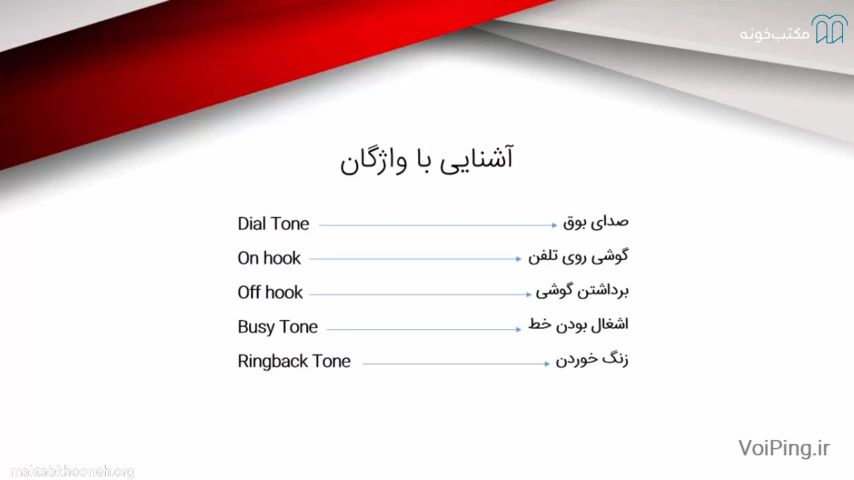 مکتب‌خونه
آشنایی با واژگان
Dial Tone صدای بوق
On hook گوشی روی تلفن
Off hook برداشتن گوشی
Busy Tone اشغال بودن خط
Ringback Tone زنگ خوردن
VoiPing.ir
maktabkhooneh.org